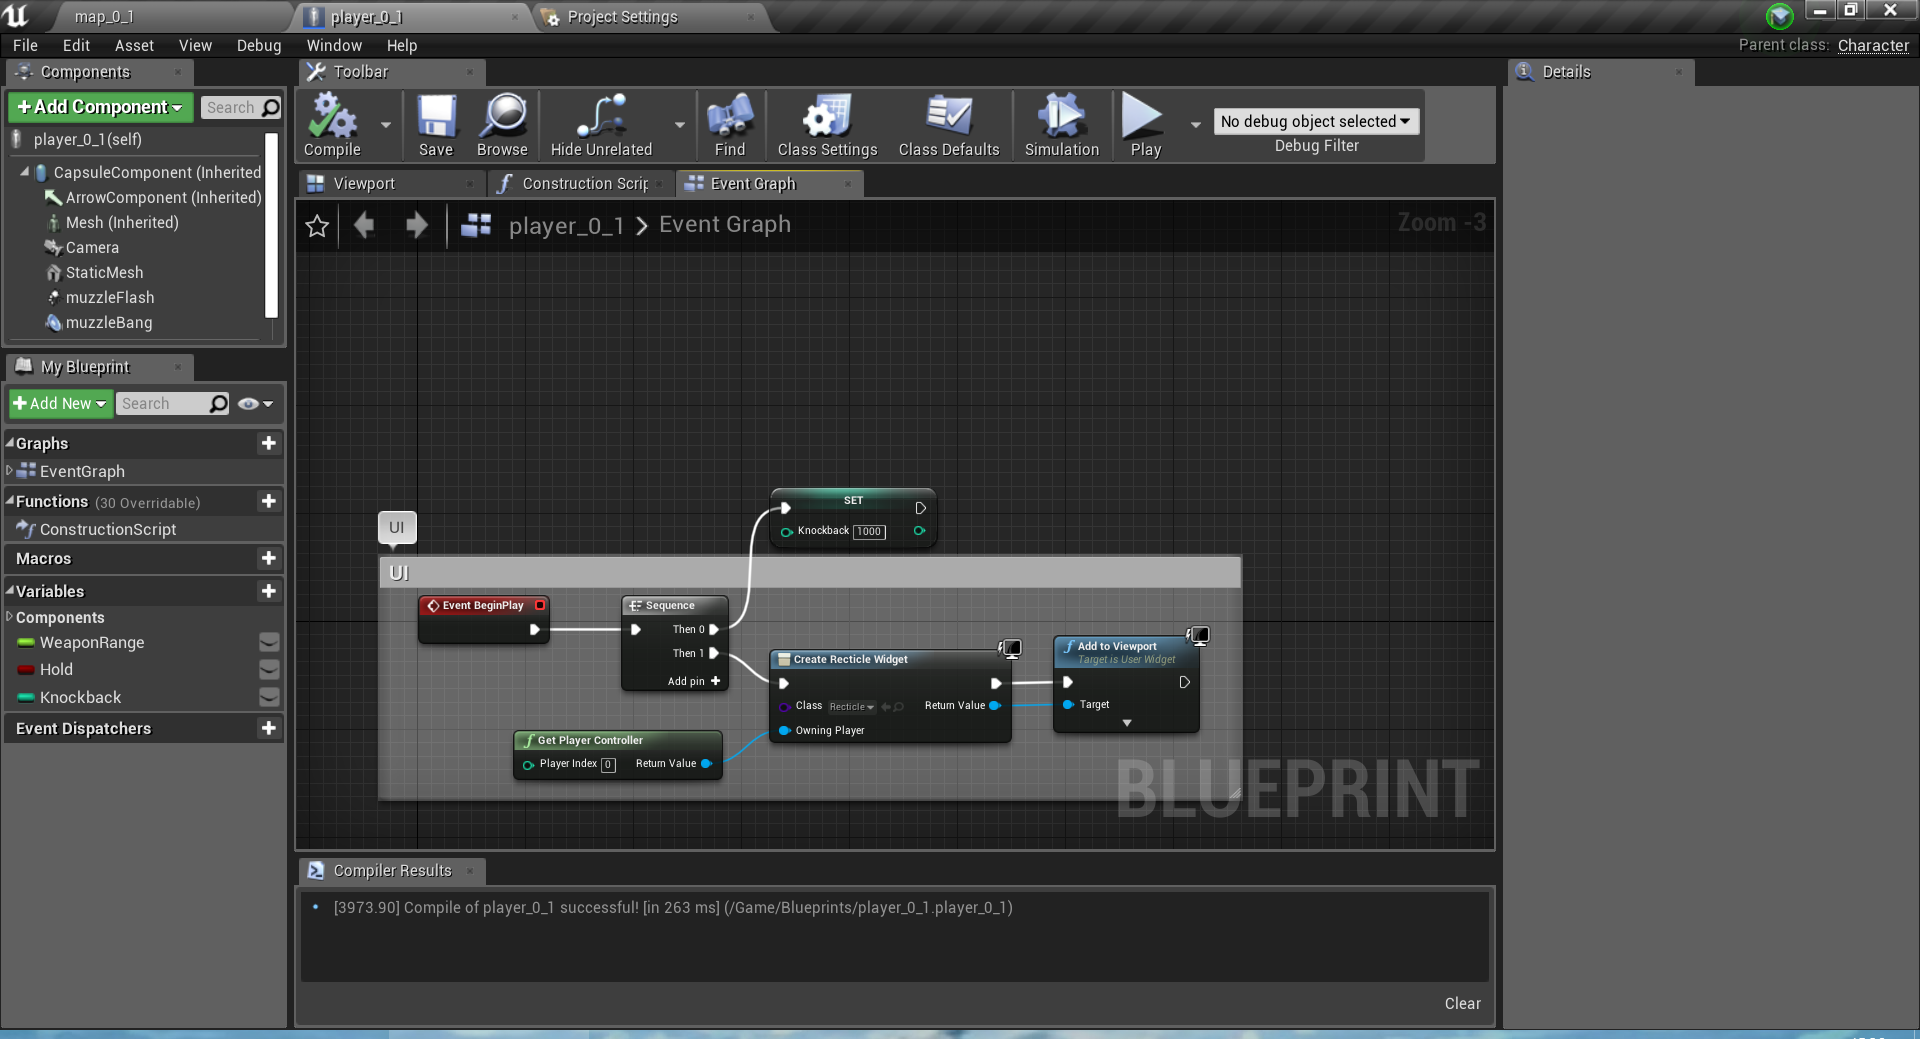 map_0_1
player_0_1
Project Settings
File Edit Asset View Debug Window Help
Parent class: Character
Components
Toolbar
Details
+Add Component
Search
player_0_1(self)
CapsuleComponent (Inherited
ArrowComponent (Inherited)
Mesh (Inherited)
Camera
StaticMesh
muzzleFlash
muzzleBang
Compile
Save
Browse
Hide Unrelated
Find
Class Settings
Class Defaults
Simulation
Play
No debug object selected
Debug Filter
Viewport
Construction Scrip
Event Graph
player_0_1 > Event Graph
Zoom -3
My Blueprint
+Add New
Search
Graphs
EventGraph
Functions (30 Overridable)
ConstructionScript
Macros
Variables
Components
WeaponRange
Hold
Knockback
Event Dispatchers
SET
Knockback 1000
UI
UI
Event BeginPlay
Sequence
Then 0
Then 1
Add pin +
Create Recticle Widget
Class Recticle
Return Value
Owning Player
Add to Viewport
Target is User Widget
Target
Get Player Controller
Player Index 0
Return Value
BLUEPRINT
Compiler Results
[3973.90] Compile of player_0_1 successful! [in 263 ms] (/Game/Blueprints/player_0_1.player_0_1)
Clear